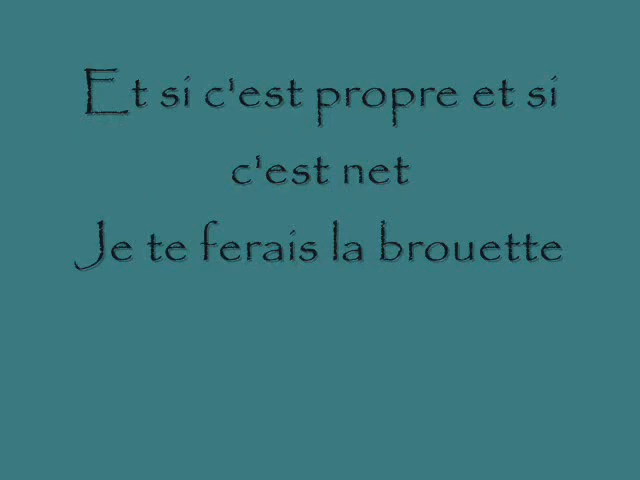 Et si c'est propre et si
c'est net
Je te ferais la brouette